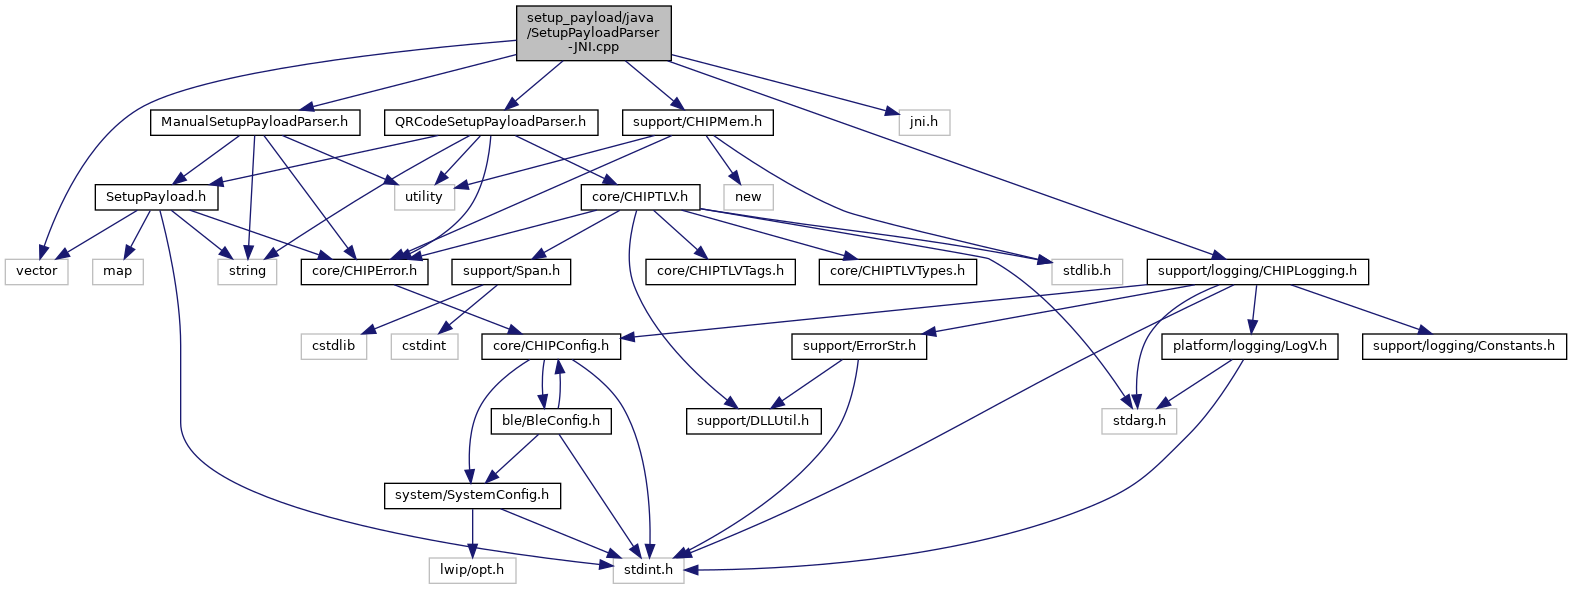 setup_payload/java
/SetupPayloadParser
-JNI.cpp
ManualSetupPayloadParser.h
QRCodeSetupPayloadParser.h
support/CHIPMem.h
jni.h
SetupPayload.h
utility
core/CHIPTLV.h
new
vector
map
string
core/CHIPError.h
support/Span.h
core/CHIPTLVTags.h
core/CHIPTLVTypes.h
stdlib.h
support/logging/CHIPLogging.h
cstdlib
cstdint
core/CHIPConfig.h
support/ErrorStr.h
platform/logging/LogV.h
support/logging/Constants.h
ble/BleConfig.h
support/DLLUtil.h
stdarg.h
system/SystemConfig.h
lwip/opt.h
stdint.h